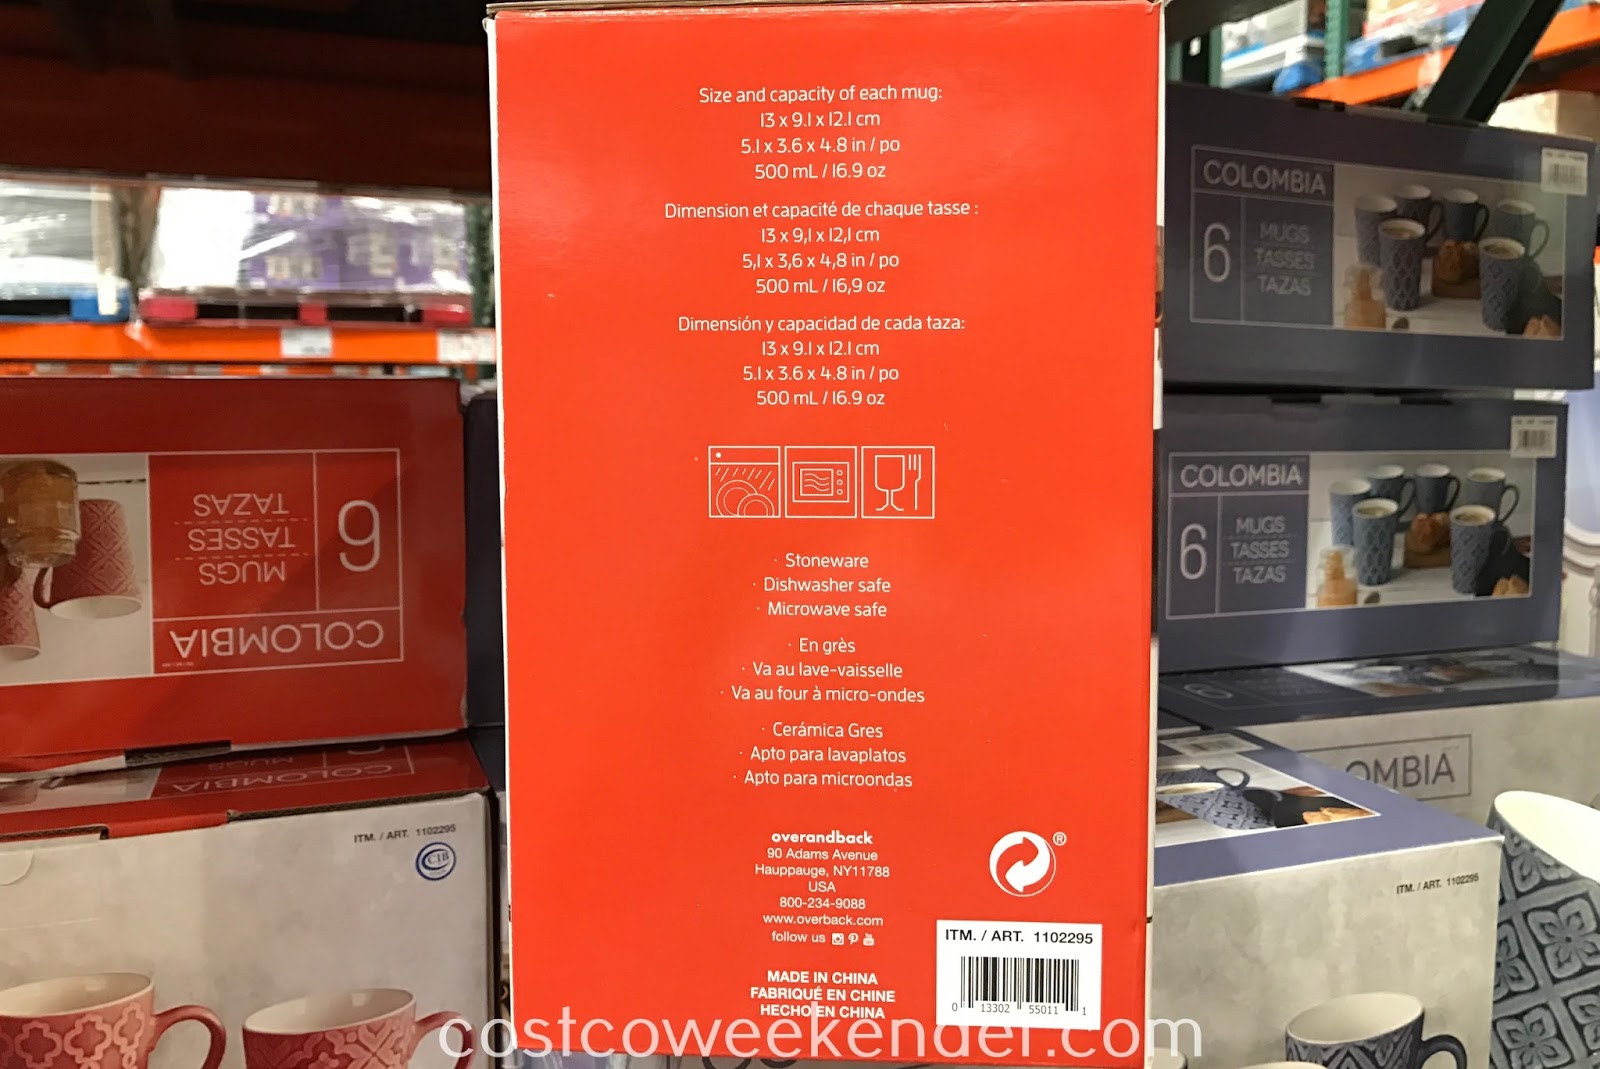 Size and capacity of each mug:
13 x 9.1 x 12.1 cm
5.1 x 3.6 x 4.8 in / po
500 mL / 16.9 oz
Dimension et capacité de chaque tasse :
13 x 9,1 x 12,1 cm
5,1 x 3,6 x 4,8 in / po
500 mL / 16,9 oz
Dimensión y capacidad de cada taza:
13 x 9.1 x 12.1 cm
5.1 x 3.6 x 4.8 in / po
500 mL / 16.9 oz
· Stoneware
· Dishwasher safe
· Microwave safe
· En grès
· Va au lave-vaisselle
· Va au four à micro-ondes
· Cerámica Gres
· Apto para lavaplatos
· Apto para microondas
overandback
90 Adams Avenue
Hauppauge, NY11788
USA
800-234-9088
www.overback.com
follow us
®
MADE IN CHINA
FABRIQUÉ EN CHINE
HECHO EN CHINA
ITM. / ART. 1102295
0 13302 55011 1
COLOMBIA
6
MUGS
TASSES
TAZAS
COLOMBIA
MUGS
ITM. / ART. 1102295
CIB
COLOMBIA
6
MUGS
TASSES
TAZAS
COLOMBIA
6
MUGS
TASSES
TAZAS
6
OMBIA
ITM. / ART. 1102295
costcoweekender.com